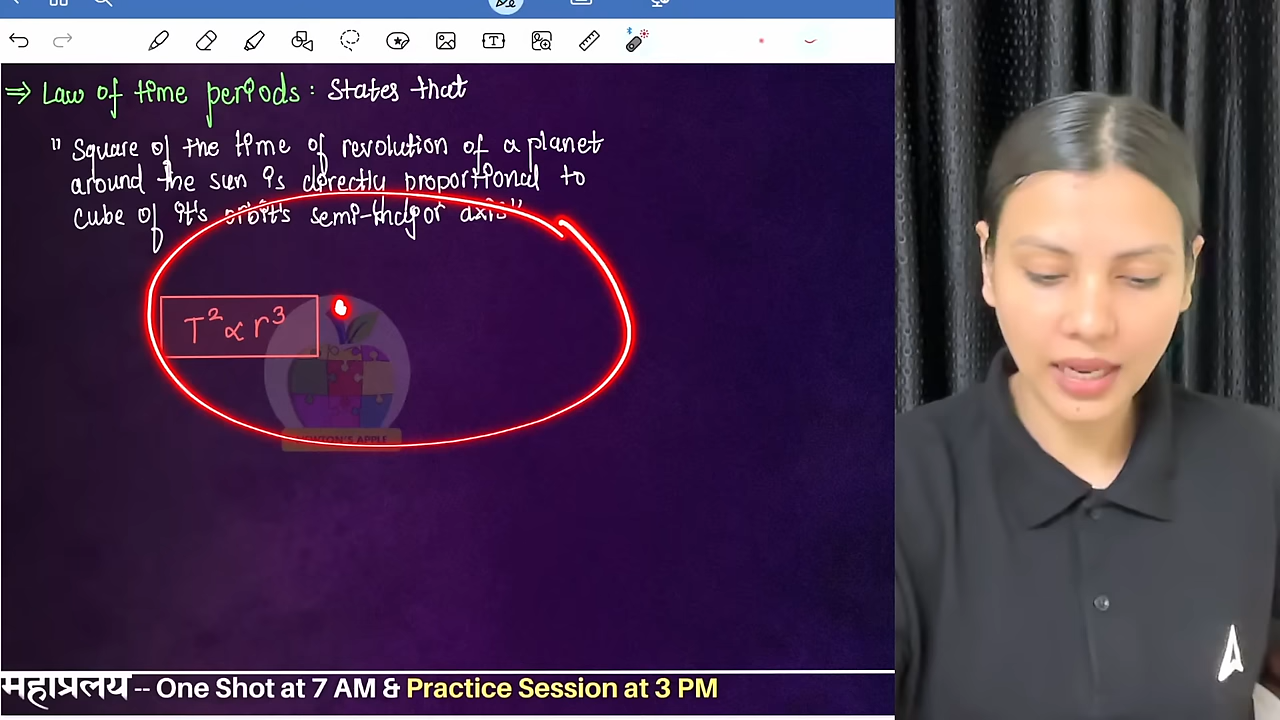 ⇒ Law of time periods: States that
" Square of the time of revolution of a planet
around the sun is directly proportional to
cube of it's orbit's semi-major axis"
T² ∝ r³
NEWTON'S APPLE
महाप्रलय -- One Shot at 7 AM & Practice Session at 3 PM